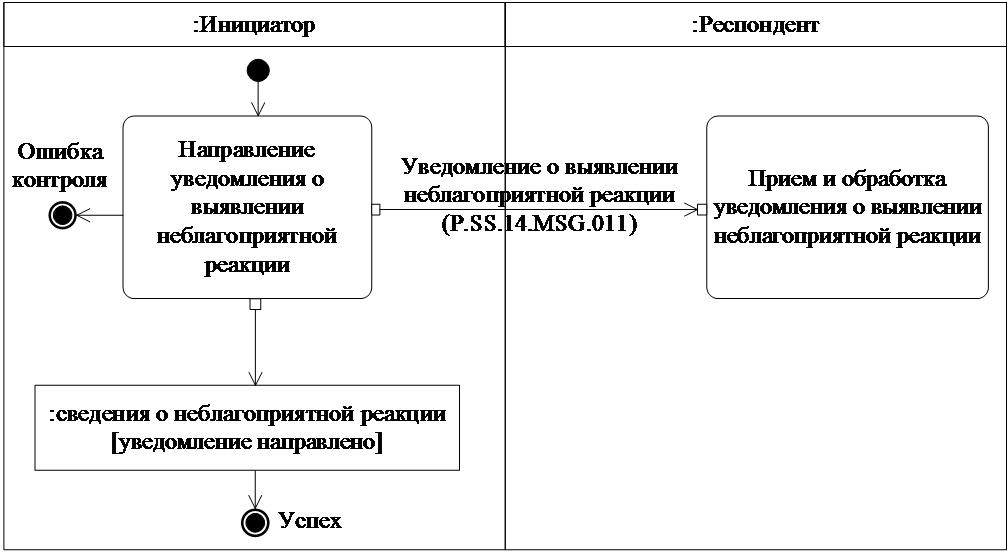 :Инициатор
:Респондент
Ошибка
контроля
Направление
уведомления о
выявлении
неблагоприятной
реакции
Уведомление о выявлении
неблагоприятной реакции
(P.SS.14.MSG.011)
Прием и обработка
уведомления о выявлении
неблагоприятной реакции
:сведения о неблагоприятной реакции
[уведомление направлено]
Успех